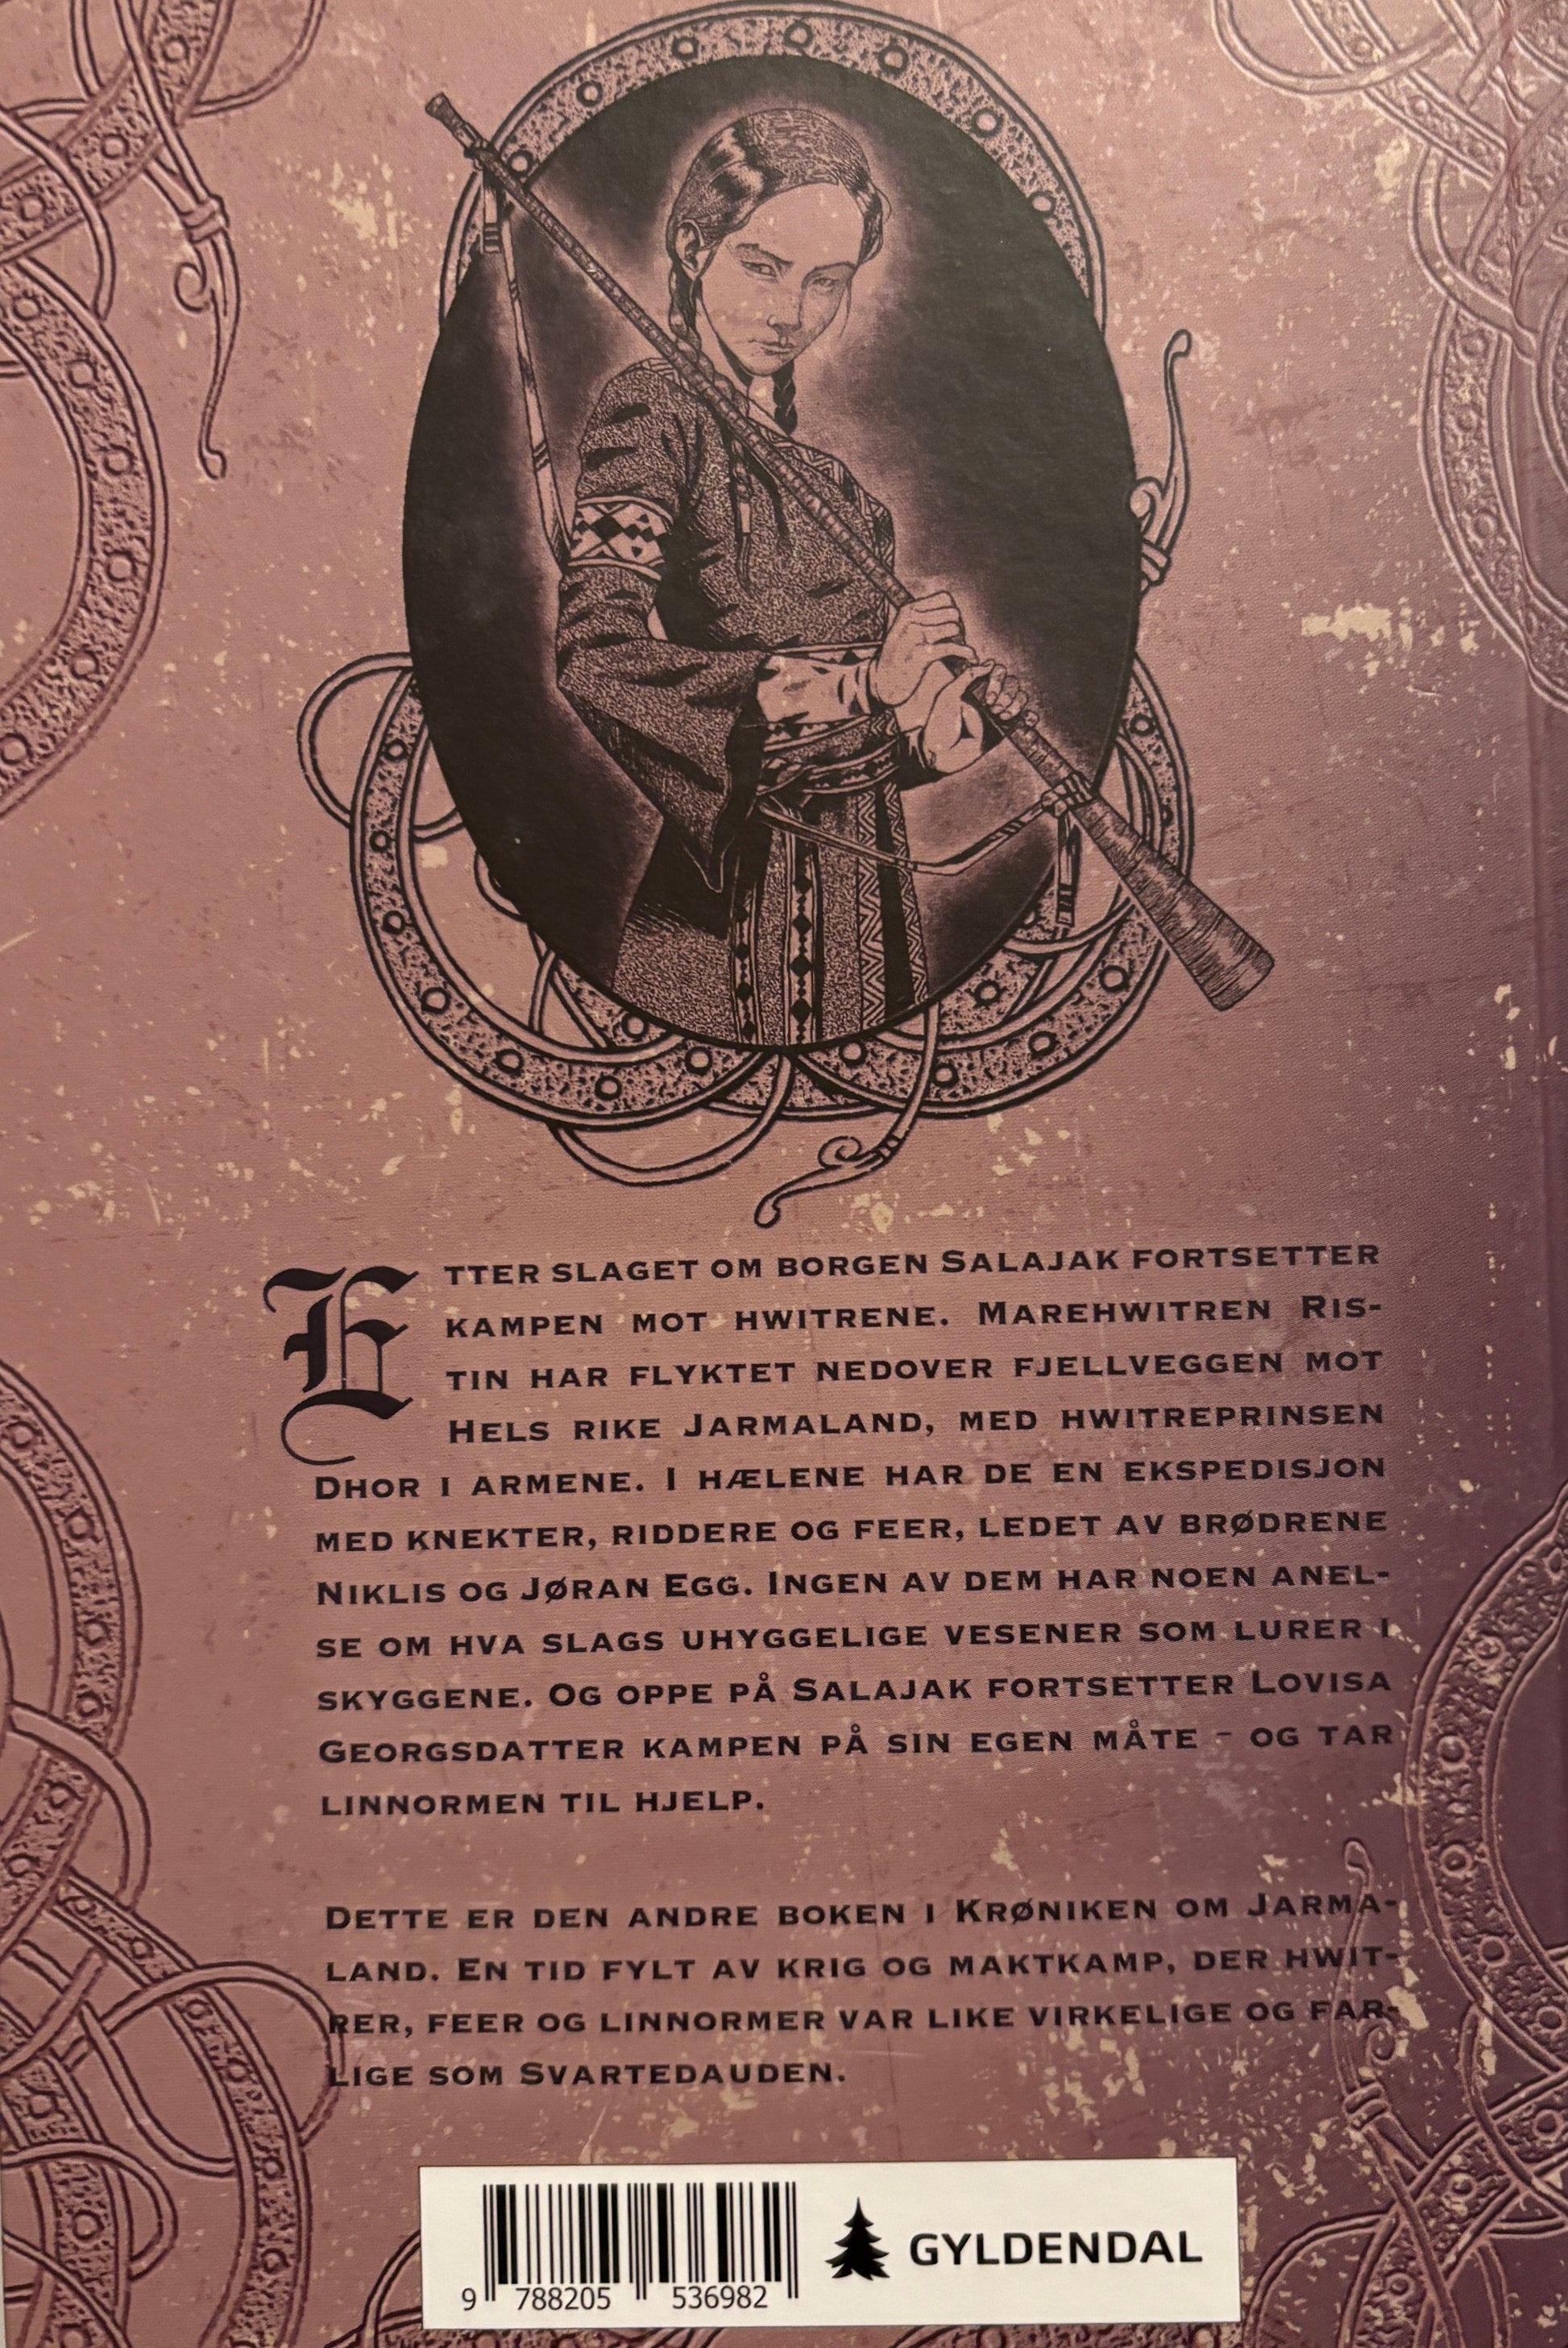 Etter slaget om borgen Salajak fortsetter
kampen mot hwitrene. Marehwitren Ris-
tin har flyktet nedover fjellveggen mot
Hels rike Jarmaland, med hwitreprinsen
Dhor i armene. I hælene har de en ekspedisjon
med knekter, riddere og feer, ledet av brødrene
Niklis og Jøran Egg. Ingen av dem har noen anel-
se om hva slags uhyggelige vesener som lurer i
skyggene. Og oppe på Salajak fortsetter Lovisa
Georgsdatter kampen på sin egen måte – og tar
linnormen til hjelp.
Dette er den andre boken i Krøniken om Jarma-
land. En tid fylt av krig og maktkamp, der hwit-
rer, feer og linnormer var like virkelige og far-
lige som Svartedauden.
9 788205 536982
GYLDENDAL